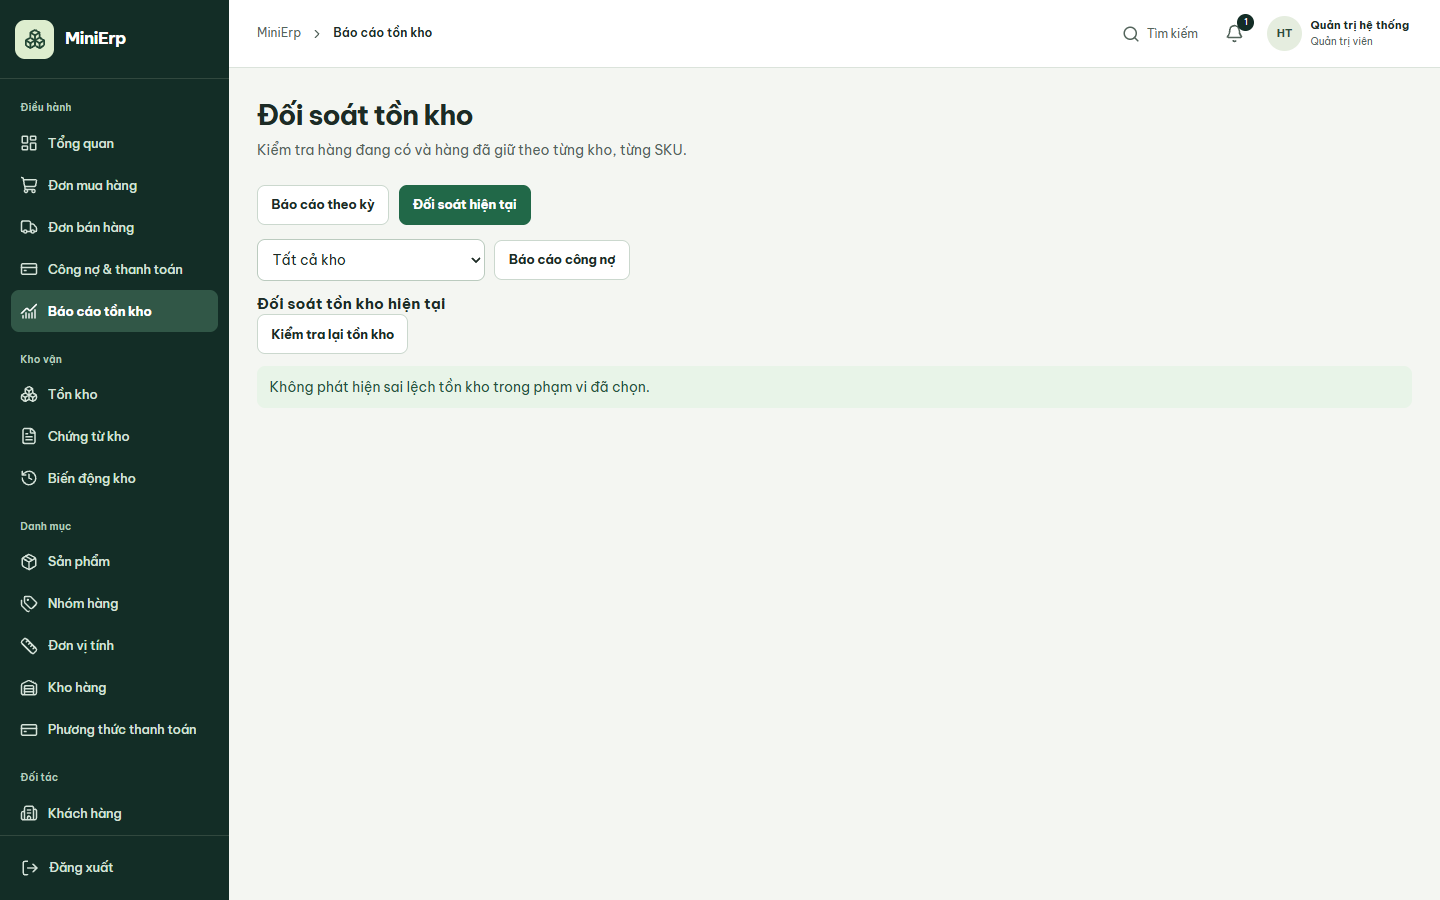 MiniErp
MiniErp > Báo cáo tồn kho
Tìm kiếm
1
HT
Quản trị hệ thống
Quản trị viên
Điều hành
Tổng quan
Đơn mua hàng
Đơn bán hàng
Công nợ & thanh toán
Báo cáo tồn kho
Kho vận
Tồn kho
Chứng từ kho
Biến động kho
Danh mục
Sản phẩm
Nhóm hàng
Đơn vị tính
Kho hàng
Phương thức thanh toán
Đối tác
Khách hàng
Đăng xuất
Đối soát tồn kho
Kiểm tra hàng đang có và hàng đã giữ theo từng kho, từng SKU.
Báo cáo theo kỳ
Đối soát hiện tại
Tất cả kho
Báo cáo công nợ
Đối soát tồn kho hiện tại
Kiểm tra lại tồn kho
Không phát hiện sai lệch tồn kho trong phạm vi đã chọn.